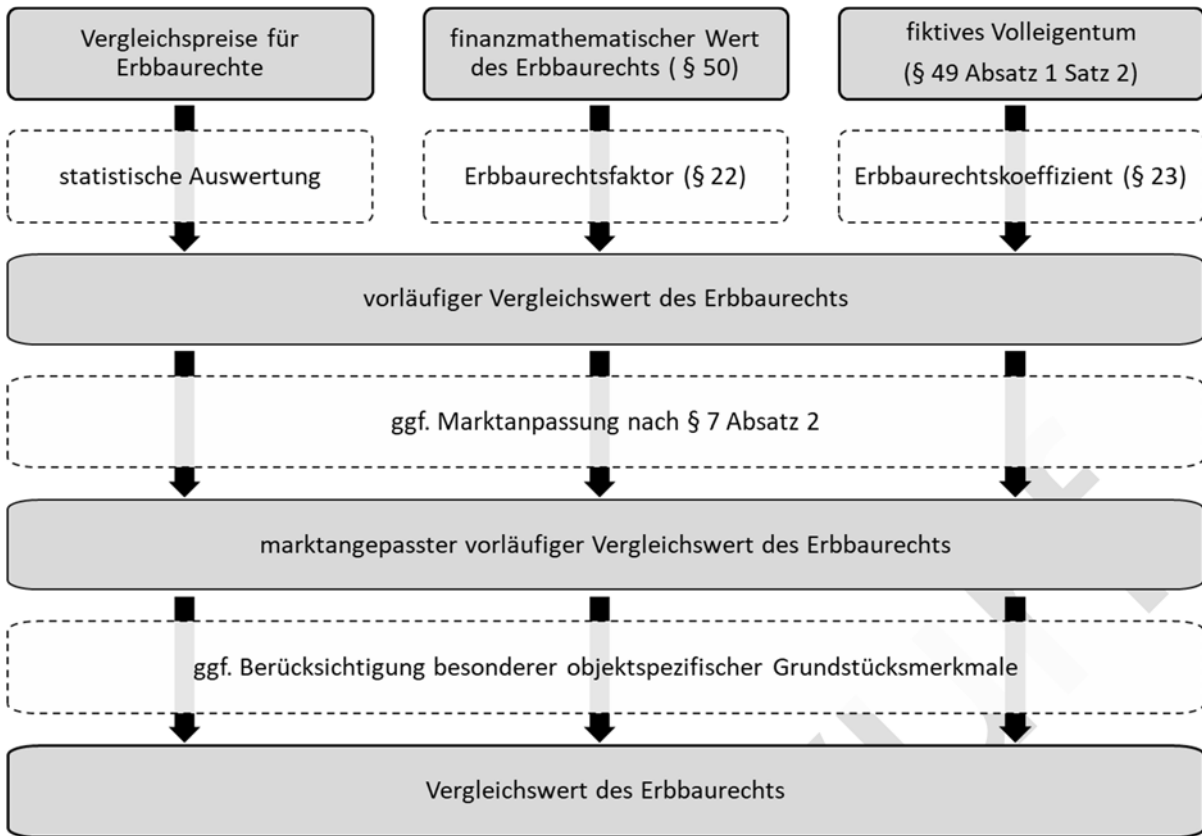 Vergleichspreise für
Erbbaurechte
finanzmathematischer Wert
des Erbbaurechts ( § 50)
fiktives Volleigentum
(§ 49 Absatz 1 Satz 2)
statistische Auswertung
Erbbaurechtsfaktor (§ 22)
Erbbaurechtskoeffizient (§ 23)
vorläufiger Vergleichswert des Erbbaurechts
ggf. Marktanpassung nach § 7 Absatz 2
marktangepasster vorläufiger Vergleichswert des Erbbaurechts
ggf. Berücksichtigung besonderer objektspezifischer Grundstücksmerkmale
Vergleichswert des Erbbaurechts